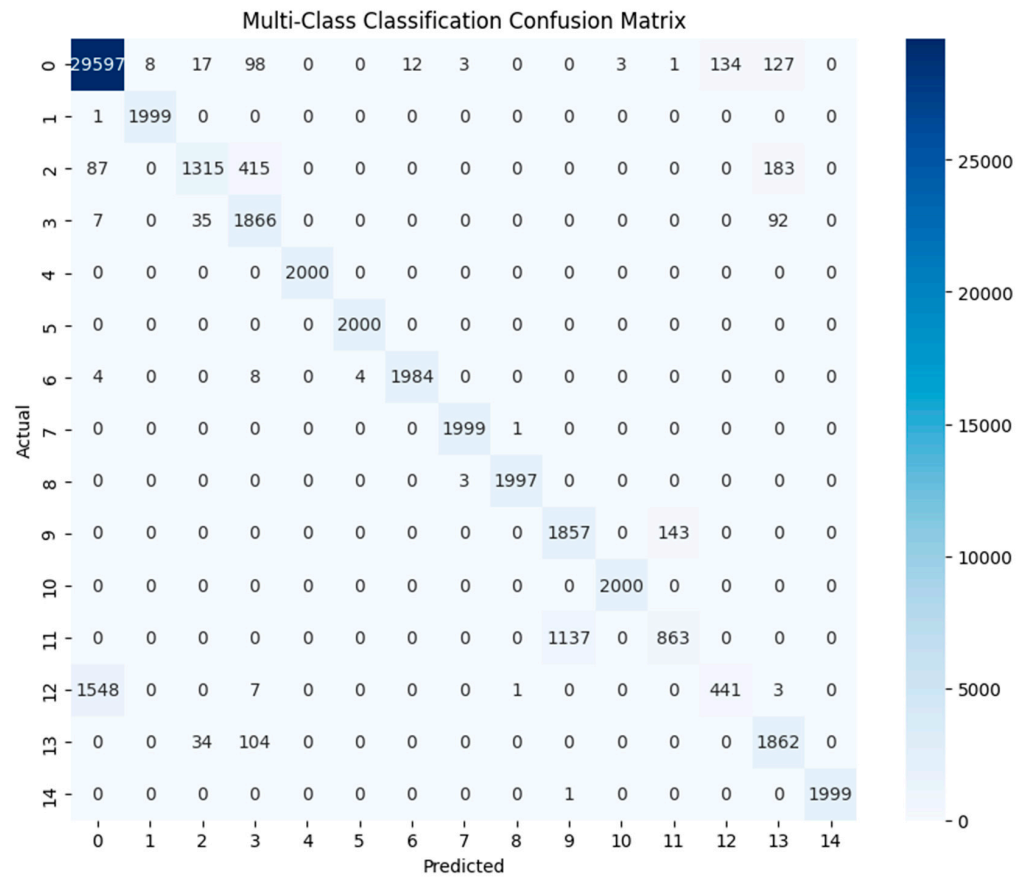 Multi-Class Classification Confusion Matrix
0 29597 8 17 98 0 0 12 3 0 0 3 1 134 127 0
1 1 1999 0 0 0 0 0 0 0 0 0 0 0 0 0
2 87 0 1315 415 0 0 0 0 0 0 0 0 0 183 0
3 7 0 35 1866 0 0 0 0 0 0 0 0 0 92 0
4 0 0 0 0 2000 0 0 0 0 0 0 0 0 0 0
5 0 0 0 0 0 2000 0 0 0 0 0 0 0 0 0
6 4 0 0 8 0 4 1984 0 0 0 0 0 0 0 0
7 0 0 0 0 0 0 0 1999 1 0 0 0 0 0 0
8 0 0 0 0 0 0 0 3 1997 0 0 0 0 0 0
9 0 0 0 0 0 0 0 0 0 1857 0 143 0 0 0
10 0 0 0 0 0 0 0 0 0 0 2000 0 0 0 0
11 0 0 0 0 0 0 0 0 0 1137 0 863 0 0 0
12 1548 0 0 7 0 0 0 0 1 0 0 0 441 3 0
13 0 0 34 104 0 0 0 0 0 0 0 0 0 1862 0
14 0 0 0 0 0 0 0 0 0 1 0 0 0 0 1999
0 1 2 3 4 5 6 7 8 9 10 11 12 13 14
Predicted
Actual
25000
20000
15000
10000
5000
0